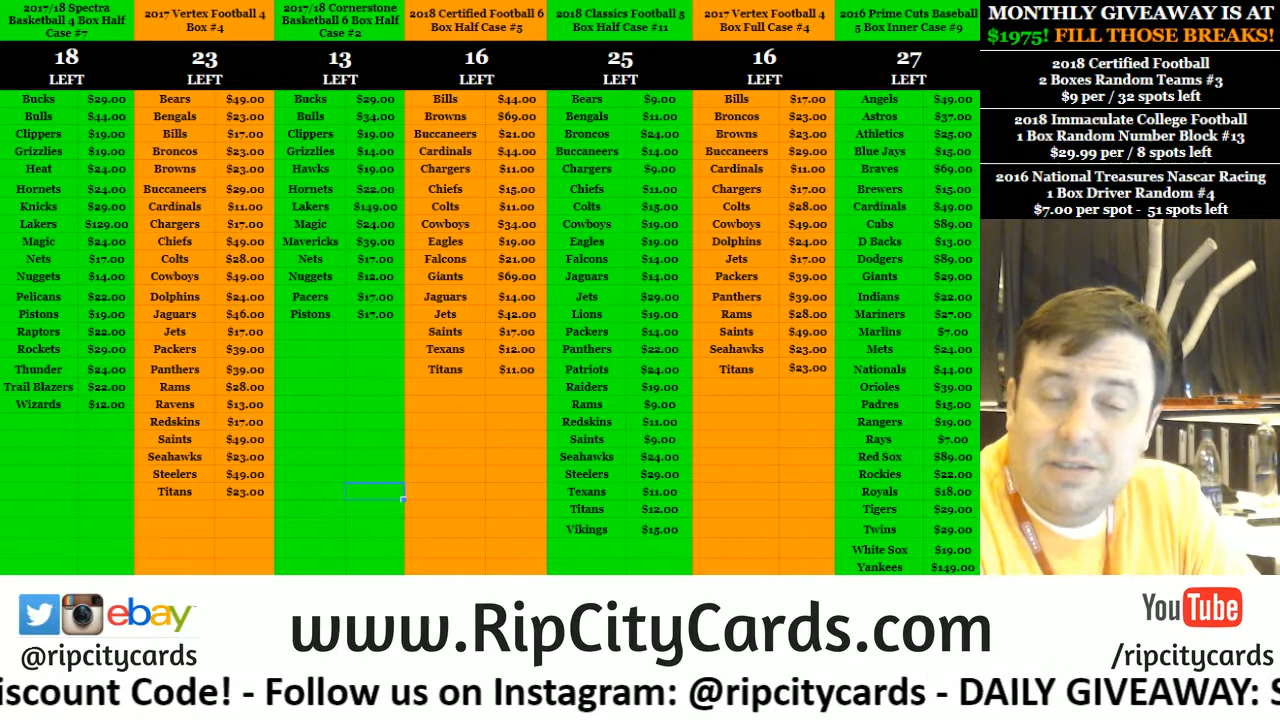 2017/18 Spectra
Basketball 4 Box Half
Case #7
18
LEFT
Bucks $29.00
Bulls $44.00
Clippers $19.00
Grizzlies $19.00
Heat $24.00
Hornets $24.00
Knicks $29.00
Lakers $129.00
Magic $24.00
Nets $17.00
Nuggets $14.00
Pelicans $22.00
Pistons $19.00
Raptors $22.00
Rockets $29.00
Thunder $24.00
Trail Blazers $22.00
Wizards $12.00
2017 Vertex Football 4
Box #4
23
LEFT
Bears $49.00
Bengals $23.00
Bills $17.00
Broncos $23.00
Browns $23.00
Buccaneers $29.00
Cardinals $11.00
Chargers $17.00
Chiefs $49.00
Colts $28.00
Cowboys $49.00
Dolphins $24.00
Jaguars $46.00
Jets $17.00
Packers $39.00
Panthers $39.00
Rams $28.00
Ravens $13.00
Redskins $17.00
Saints $49.00
Seahawks $23.00
Steelers $49.00
Titans $23.00
2017/18 Cornerstone
Basketball 6 Box Half
Case #2
13
LEFT
Bucks $29.00
Bulls $34.00
Clippers $19.00
Grizzlies $14.00
Hawks $19.00
Hornets $22.00
Lakers $149.00
Magic $24.00
Mavericks $39.00
Nets $17.00
Nuggets $12.00
Pacers $17.00
Pistons $17.00
2018 Certified Football 6
Box Half Case #5
16
LEFT
Bills $44.00
Browns $69.00
Buccaneers $21.00
Cardinals $44.00
Chargers $11.00
Chiefs $15.00
Colts $11.00
Cowboys $34.00
Eagles $19.00
Falcons $21.00
Giants $69.00
Jaguars $14.00
Jets $42.00
Saints $17.00
Texans $12.00
Titans $11.00
2018 Classics Football 5
Box Half Case #11
25
LEFT
Bears $9.00
Bengals $11.00
Broncos $24.00
Buccaneers $14.00
Chargers $9.00
Chiefs $11.00
Colts $15.00
Cowboys $19.00
Eagles $19.00
Falcons $14.00
Jaguars $14.00
Jets $29.00
Lions $19.00
Packers $14.00
Panthers $22.00
Patriots $24.00
Raiders $19.00
Rams $9.00
Redskins $11.00
Saints $9.00
Seahawks $24.00
Steelers $29.00
Texans $11.00
Titans $12.00
Vikings $15.00
2017 Vertex Football 4
Box Full Case #4
16
LEFT
Bills $17.00
Broncos $23.00
Browns $23.00
Buccaneers $29.00
Cardinals $11.00
Chargers $17.00
Colts $28.00
Cowboys $49.00
Dolphins $24.00
Jets $17.00
Packers $39.00
Panthers $39.00
Rams $28.00
Saints $49.00
Seahawks $23.00
Titans $23.00
2016 Prime Cuts Baseball
5 Box Inner Case #9
27
LEFT
Angels $49.00
Astros $37.00
Athletics $25.00
Blue Jays $15.00
Braves $69.00
Brewers $15.00
Cardinals $49.00
Cubs $89.00
D Backs $13.00
Dodgers $89.00
Giants $29.00
Indians $22.00
Mariners $27.00
Marlins $7.00
Mets $24.00
Nationals $44.00
Orioles $39.00
Padres $15.00
Rangers $19.00
Rays $7.00
Red Sox $89.00
Rockies $22.00
Royals $18.00
Tigers $29.00
Twins $29.00
White Sox $19.00
Yankees $149.00
MONTHLY GIVEAWAY IS AT
$1975! FILL THOSE BREAKS!
2018 Certified Football
2 Boxes Random Teams #3
$9 per / 32 spots left
2018 Immaculate College Football
1 Box Random Number Block #13
$29.99 per / 8 spots left
2016 National Treasures Nascar Racing
1 Box Driver Random #4
$7.00 per spot - 51 spots left
ebay
@ripcitycards
www.RipCityCards.com
YouTube
/ripcitycards
iscount Code! - Follow us on Instagram: @ripcitycards - DAILY GIVEAWAY: S